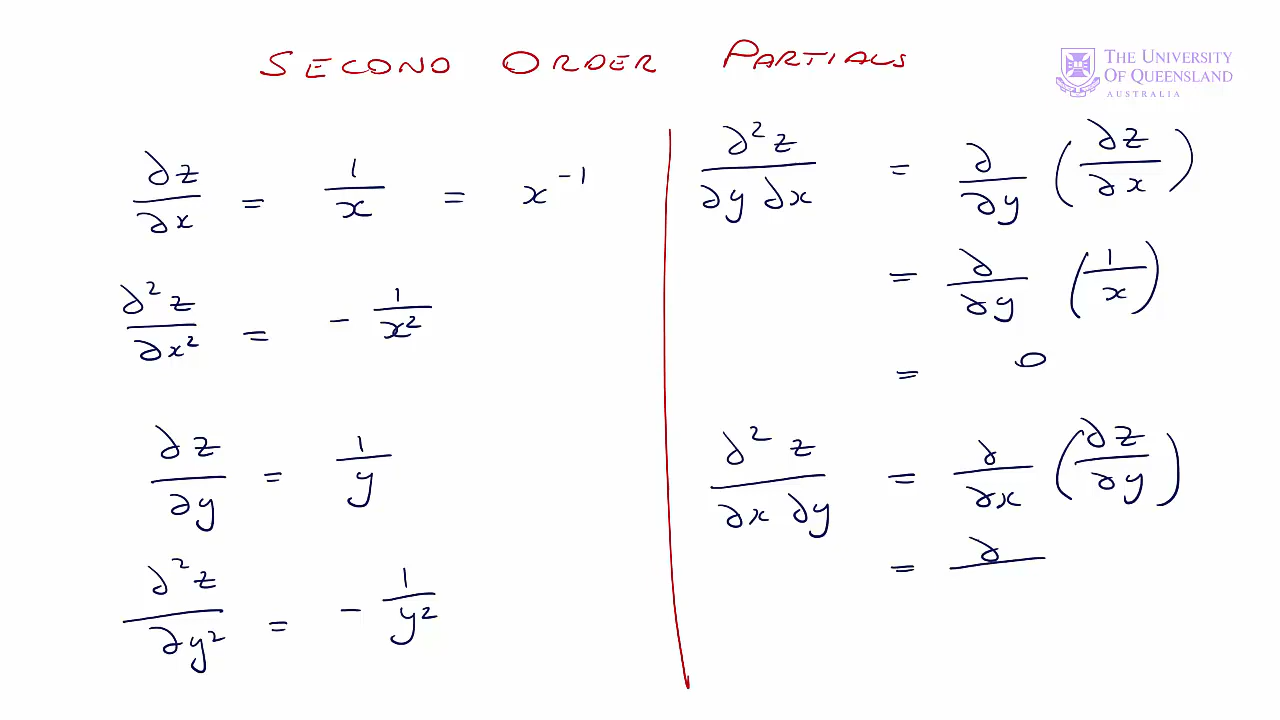 SECOND ORDER PARTIALS
THE UNIVERSITY
OF QUEENSLAND
AUSTRALIA
∂z/∂x = 1/x = x⁻¹
∂²z/∂x² = - 1/x²
∂z/∂y = 1/y
∂²z/∂y² = - 1/y²
∂²z/∂y ∂x = ∂/∂y (∂z/∂x)
= ∂/∂y (1/x)
= 0
∂²z/∂x ∂y = ∂/∂x (∂z/∂y)
= ∂/